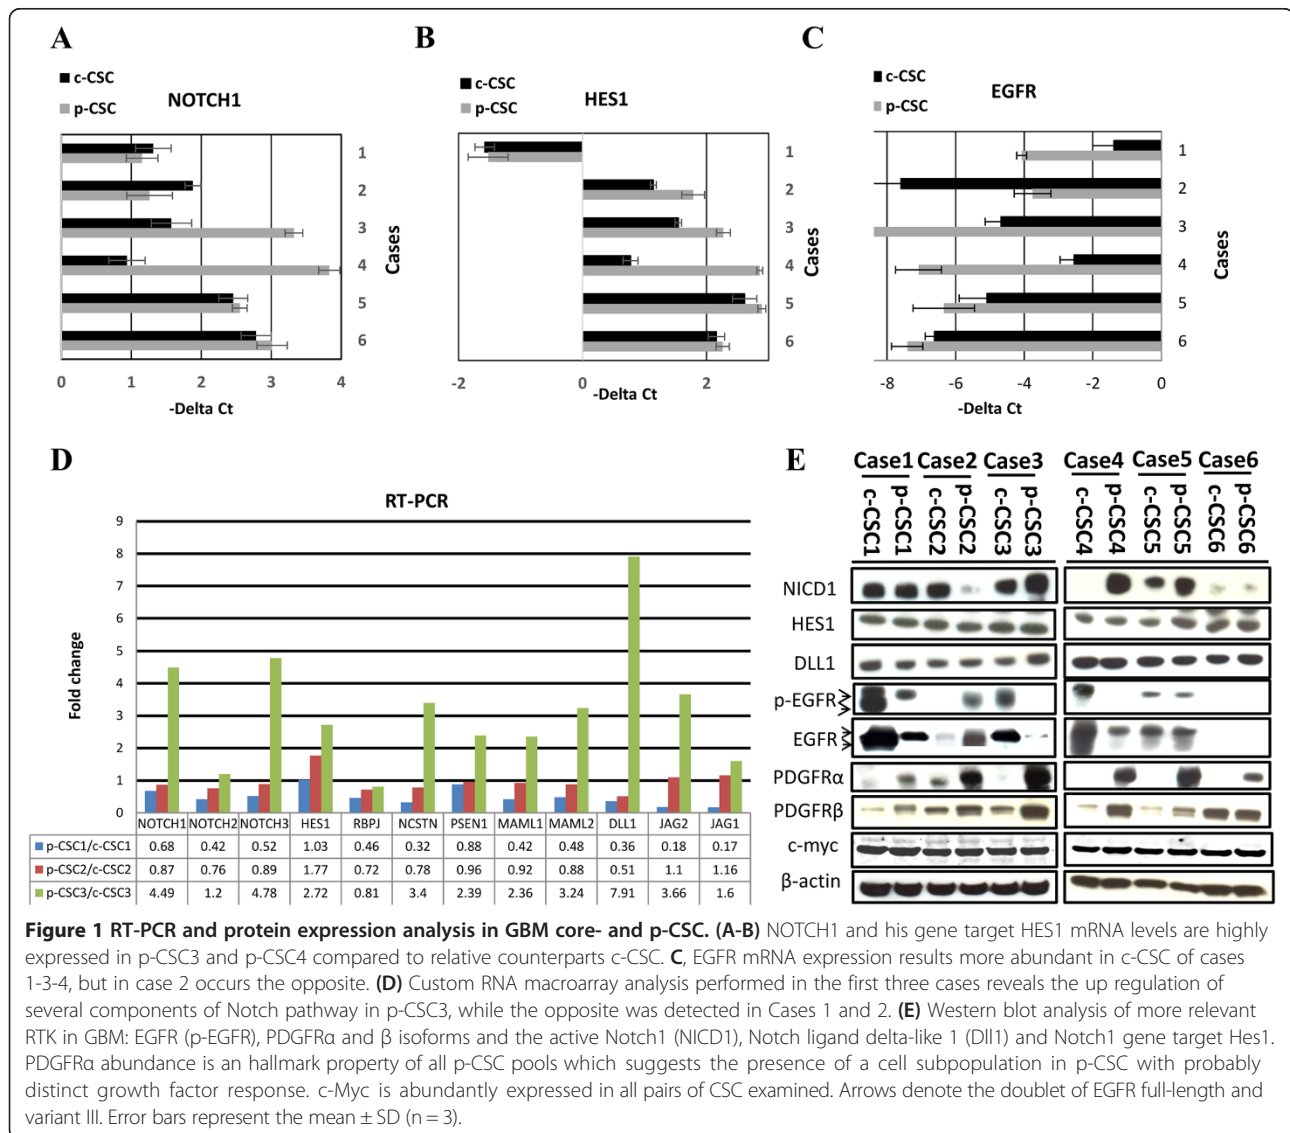 A
c-CSC
p-CSC
NOTCH1
1
2
3
4
5
6
Cases
0 1 2 3 4
-Delta Ct
B
c-CSC
p-CSC
HES1
1
2
3
4
5
6
Cases
-2 0 2
-Delta Ct
C
c-CSC
p-CSC
EGFR
1
2
3
4
5
6
Cases
-8 -6 -4 -2 0
-Delta Ct
D
RT-PCR
Fold change
9
8
7
6
5
4
3
2
1
0
NOTCH1 NOTCH2 NOTCH3 HES1 RBPJ NCSTN PSEN1 MAML1 MAML2 DLL1 JAG2 JAG1
p-CSC1/c-CSC1 0.68 0.42 0.52 1.03 0.46 0.32 0.88 0.42 0.48 0.36 0.18 0.17
p-CSC2/c-CSC2 0.87 0.76 0.89 1.77 0.72 0.78 0.96 0.92 0.88 0.51 1.1 1.16
p-CSC3/c-CSC3 4.49 1.2 4.78 2.72 0.81 3.4 2.39 2.36 3.24 7.91 3.66 1.6
E
Case1 Case2 Case3 Case4 Case5 Case6
c-CSC1 p-CSC1 c-CSC2 p-CSC2 c-CSC3 p-CSC3 c-CSC4 p-CSC4 c-CSC5 p-CSC5 c-CSC6 p-CSC6
NICD1
HES1
DLL1
p-EGFR
EGFR
PDGFRα
PDGFRβ
c-myc
β-actin
Figure 1 RT-PCR and protein expression analysis in GBM core- and p-CSC. (A-B) NOTCH1 and his gene target HES1 mRNA levels are highly
expressed in p-CSC3 and p-CSC4 compared to relative counterparts c-CSC. C, EGFR mRNA expression results more abundant in c-CSC of cases
1-3-4, but in case 2 occurs the opposite. (D) Custom RNA macroarray analysis performed in the first three cases reveals the up regulation of
several components of Notch pathway in p-CSC3, while the opposite was detected in Cases 1 and 2. (E) Western blot analysis of more relevant
RTK in GBM: EGFR (p-EGFR), PDGFRα and β isoforms and the active Notch1 (NICD1), Notch ligand delta-like 1 (Dll1) and Notch1 gene target Hes1.
PDGFRα abundance is an hallmark property of all p-CSC pools which suggests the presence of a cell subpopulation in p-CSC with probably
distinct growth factor response. c-Myc is abundantly expressed in all pairs of CSC examined. Arrows denote the doublet of EGFR full-length and
variant III. Error bars represent the mean ± SD (n = 3).